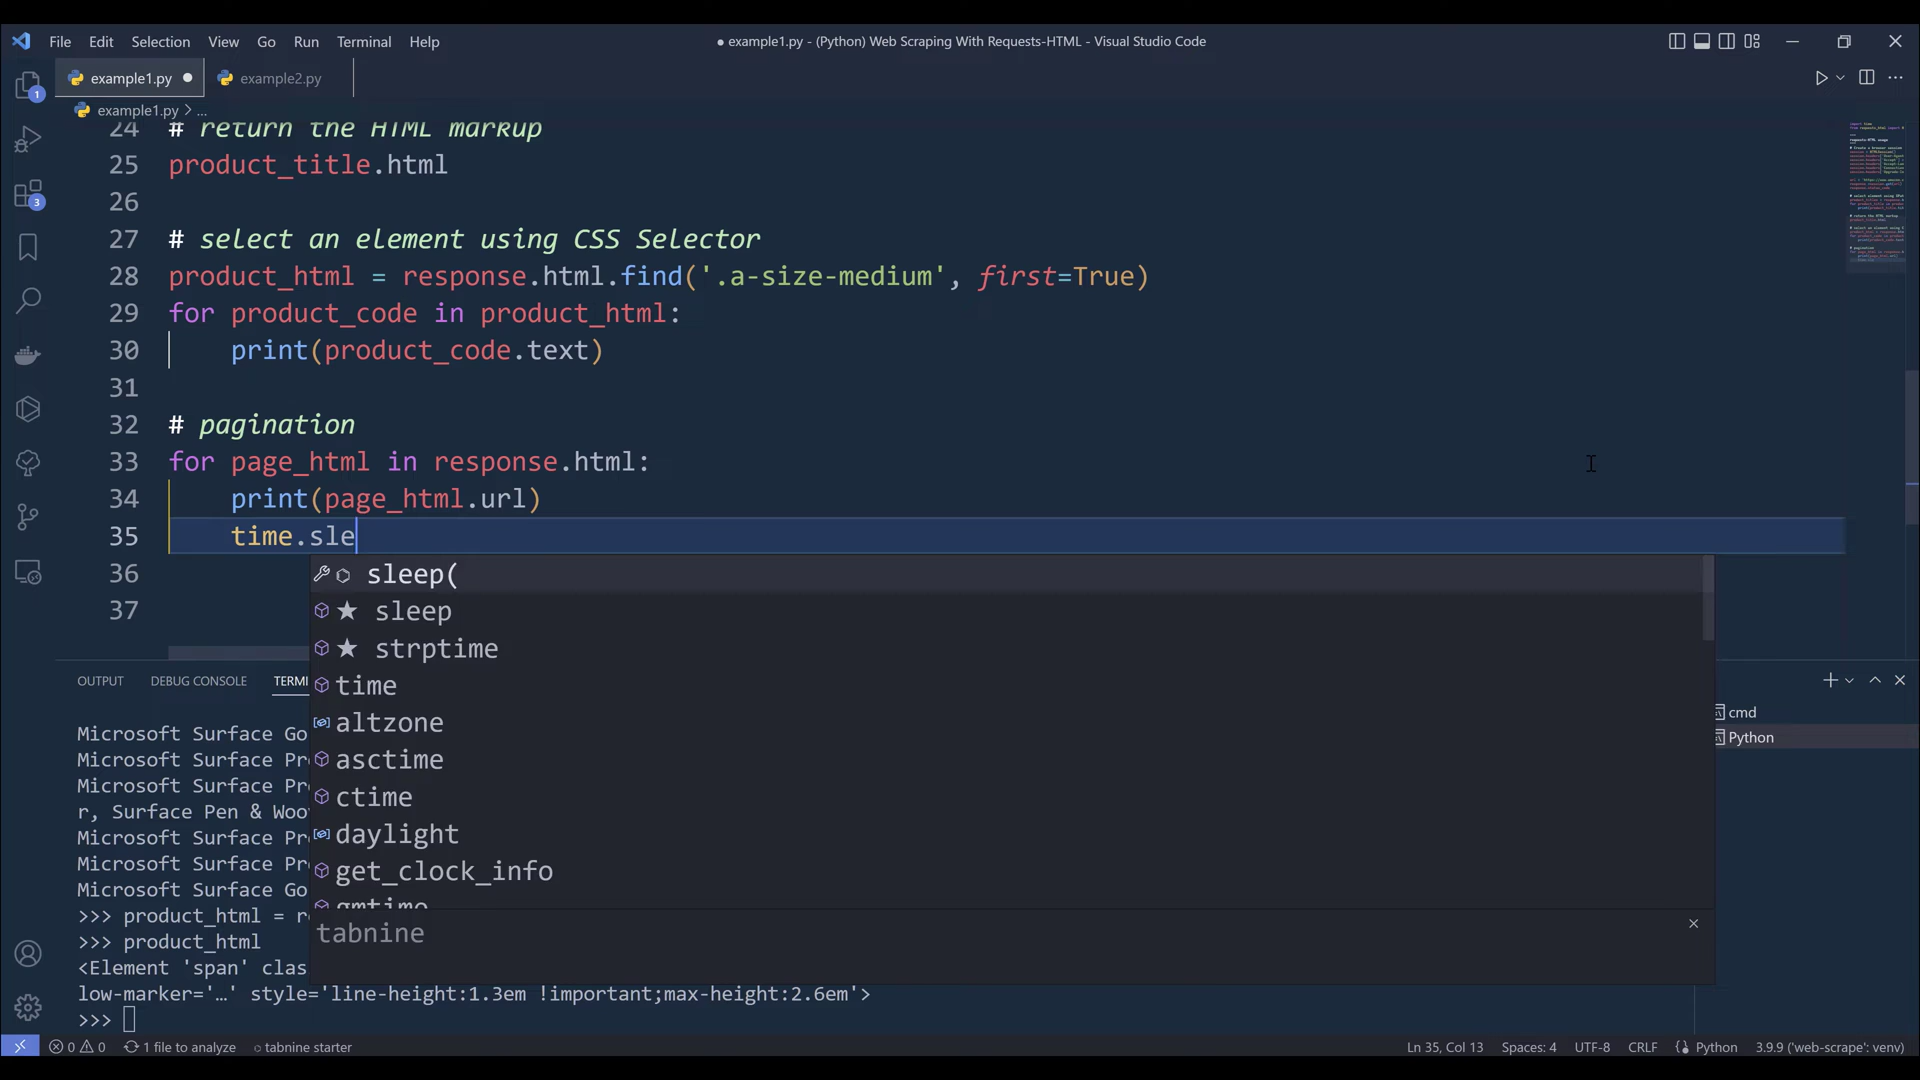 File Edit Selection View Go Run Terminal Help
● example1.py - (Python) Web Scraping With Requests-HTML - Visual Studio Code
example1.py
example2.py
example1.py > ...
24 # return the HTML markup
25 product_title.html
26
27 # select an element using CSS Selector
28 product_html = response.html.find('.a-size-medium', first=True)
29 for product_code in product_html:
30 print(product_code.text)
31
32 # pagination
33 for page_html in response.html:
34 print(page_html.url)
35 time.sle
36
37
sleep(
★ sleep
★ strptime
time
altzone
asctime
ctime
daylight
get_clock_info
gmtime
tabnine
OUTPUT DEBUG CONSOLE TERMI
cmd
Python
Microsoft Surface Go
Microsoft Surface Pr
Microsoft Surface Pr
r, Surface Pen & Woo
Microsoft Surface Pr
Microsoft Surface Pr
Microsoft Surface Go
>>> product_html = r
>>> product_html
<Element 'span' clas
low-marker='…' style='line-height:1.3em !important;max-height:2.6em'>
>>>
1
3
0 0 1 file to analyze tabnine starter
Ln 35, Col 13 Spaces: 4 UTF-8 CRLF Python 3.9.9 ('web-scrape': venv)